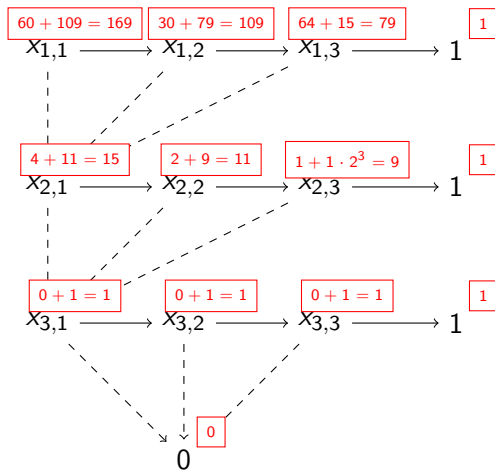 60 + 109 = 169 30 + 79 = 109 64 + 15 = 79 1
x1,1 x1,2 x1,3 1
4 + 11 = 15 2 + 9 = 11 1 + 1 · 2³ = 9 1
x2,1 x2,2 x2,3 1
0 + 1 = 1 0 + 1 = 1 0 + 1 = 1 1
x3,1 x3,2 x3,3 1
0
0